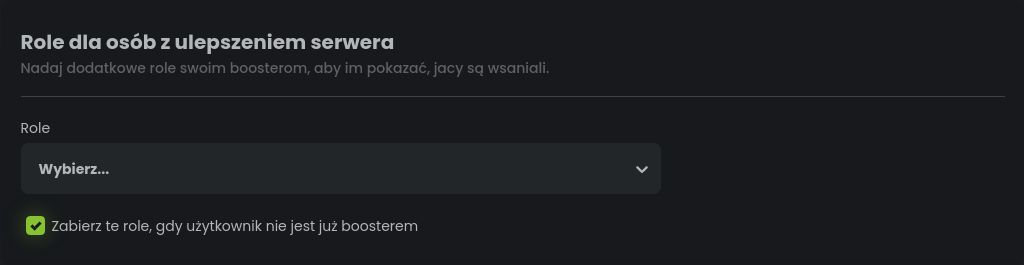 Role dla osób z ulepszeniem serwera
Nadaj dodatkowe role swoim boosterom, aby im pokazać, jacy są wsaniali.
Role
Wybierz...
Zabierz te role, gdy użytkownik nie jest już boosterem